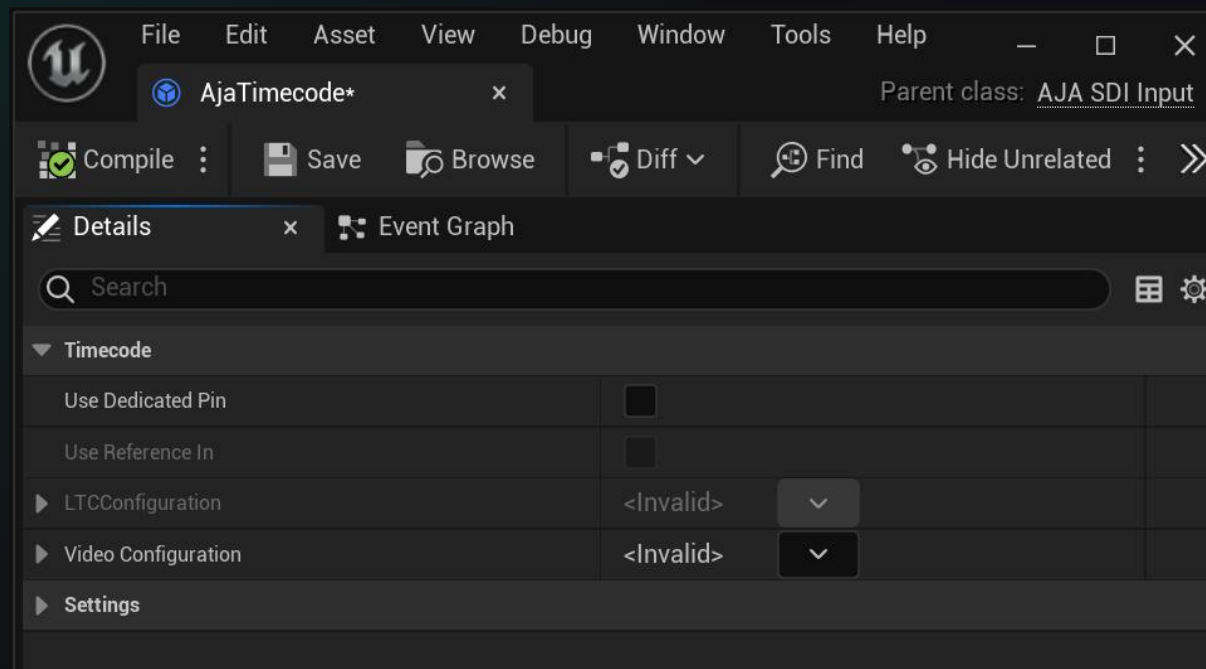 File Edit Asset View Debug Window Tools Help
AjaTimecode*
Parent class: AJA SDI Input
Compile Save Browse Diff Find Hide Unrelated
Details Event Graph
Search
Timecode
Use Dedicated Pin
Use Reference In
LTCConfiguration <Invalid>
Video Configuration <Invalid>
Settings